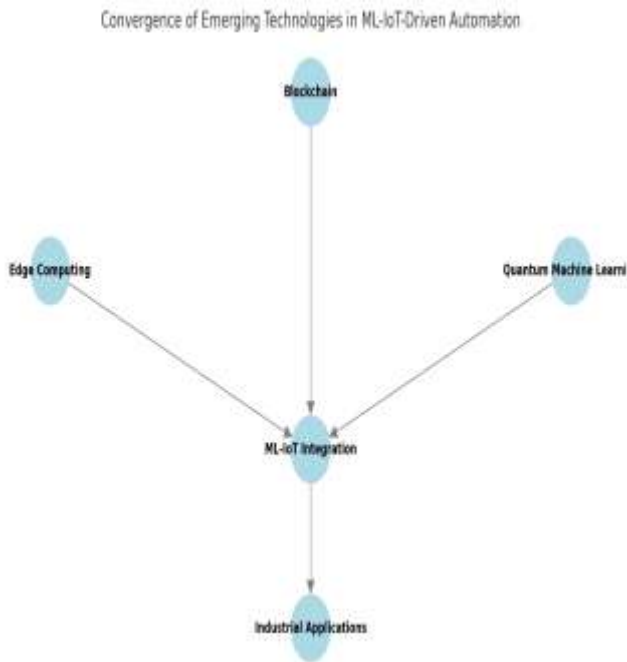 Convergence of Emerging Technologies in ML-IoT-Driven Automation
Blockchain
Edge Computing
Quantum Machine Learni
ML-IoT Integration
Industrial Applications